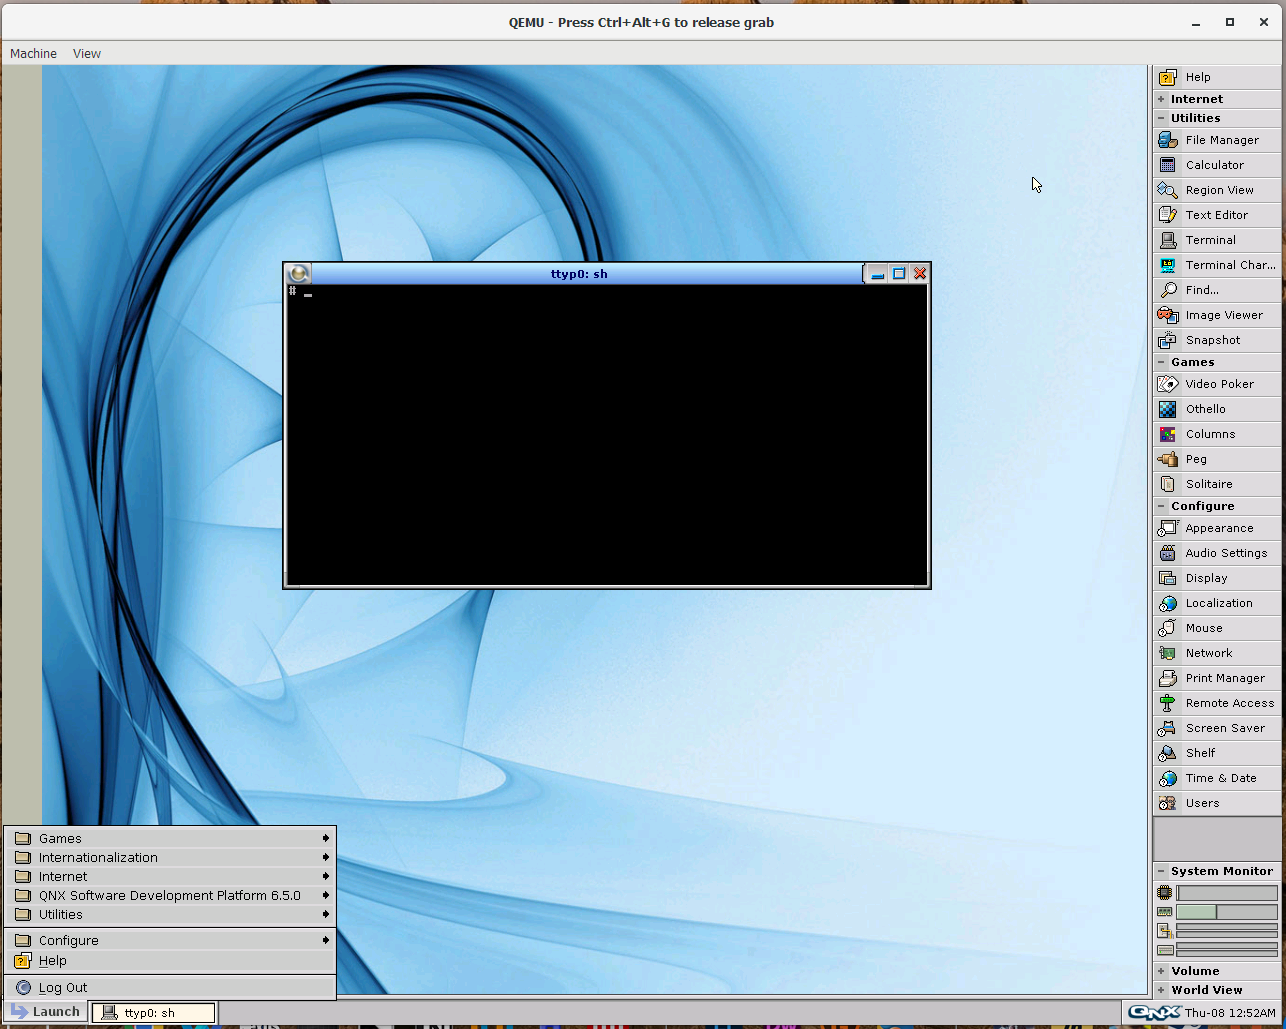 QEMU - Press Ctrl+Alt+G to release grab
Machine View
Help
+ Internet
− Utilities
File Manager
Calculator
Region View
Text Editor
Terminal
Terminal Char...
Find...
Image Viewer
Snapshot
− Games
Video Poker
Othello
Columns
Peg
Solitaire
− Configure
Appearance
Audio Settings
Display
Localization
Mouse
Network
Print Manager
Remote Access
Screen Saver
Shelf
Time & Date
Users
− System Monitor
+ Volume
+ World View
ttyp0: sh
# _
Games
Internationalization
Internet
QNX Software Development Platform 6.5.0
Utilities
Configure
Help
Log Out
Launch
ttyp0: sh
QNX Thu-08 12:52AM